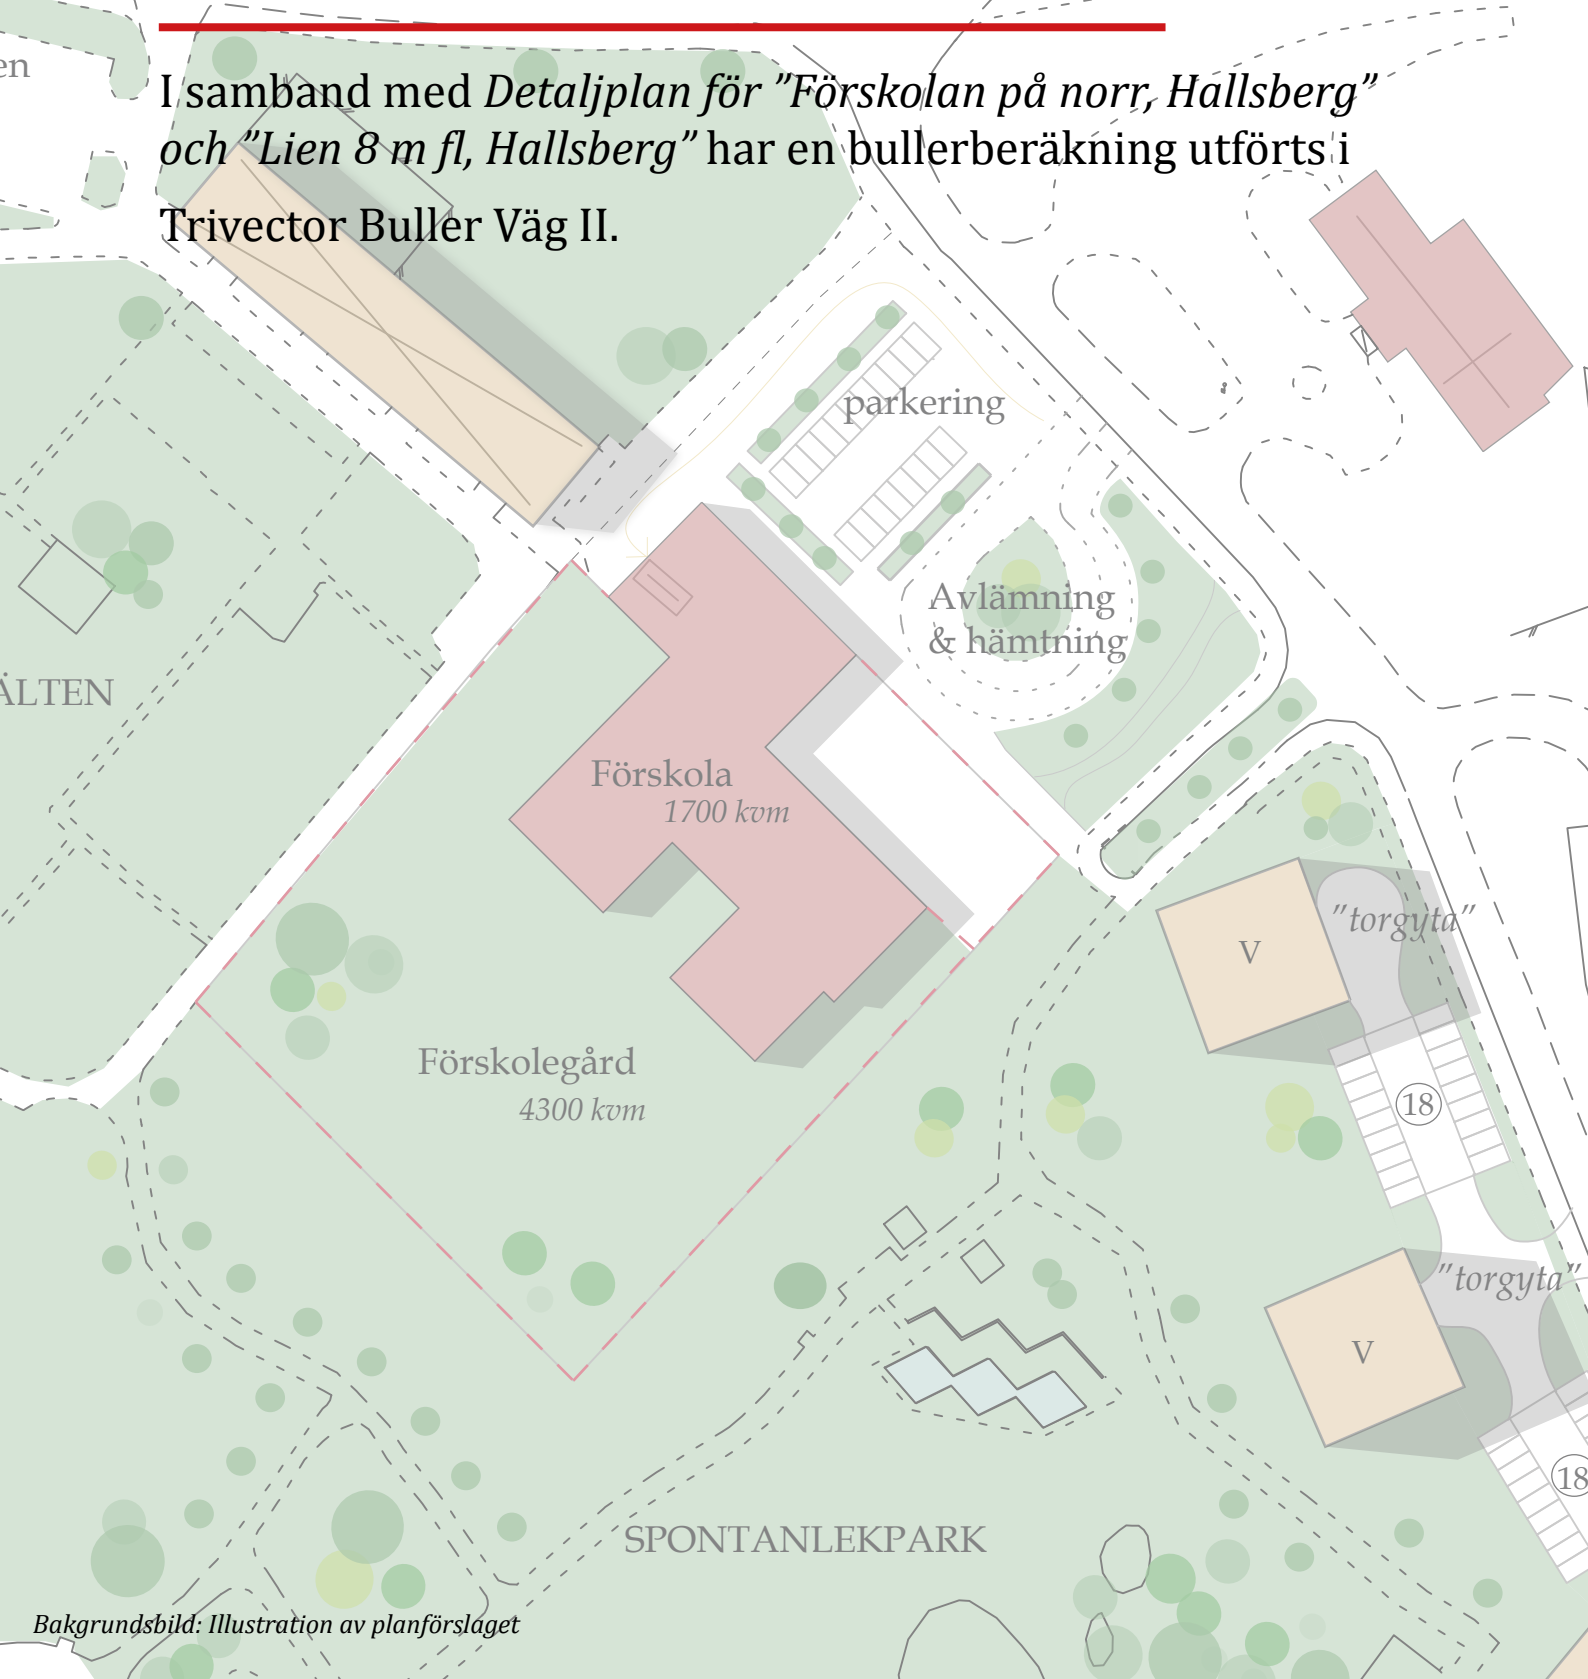 en
I samband med Detaljplan för ”Förskolan på norr, Hallsberg”
och ”Lien 8 m fl, Hallsberg” har en bullerberäkning utförts i
Trivector Buller Väg II.
parkering
Avlämning
& hämtning
ÄLTEN
Förskola
1700 kvm
”torgyta”
V
Förskolegård
4300 kvm
18
”torgyta”
V
18
SPONTANLEKPARK
Bakgrundsbild: Illustration av planförslaget